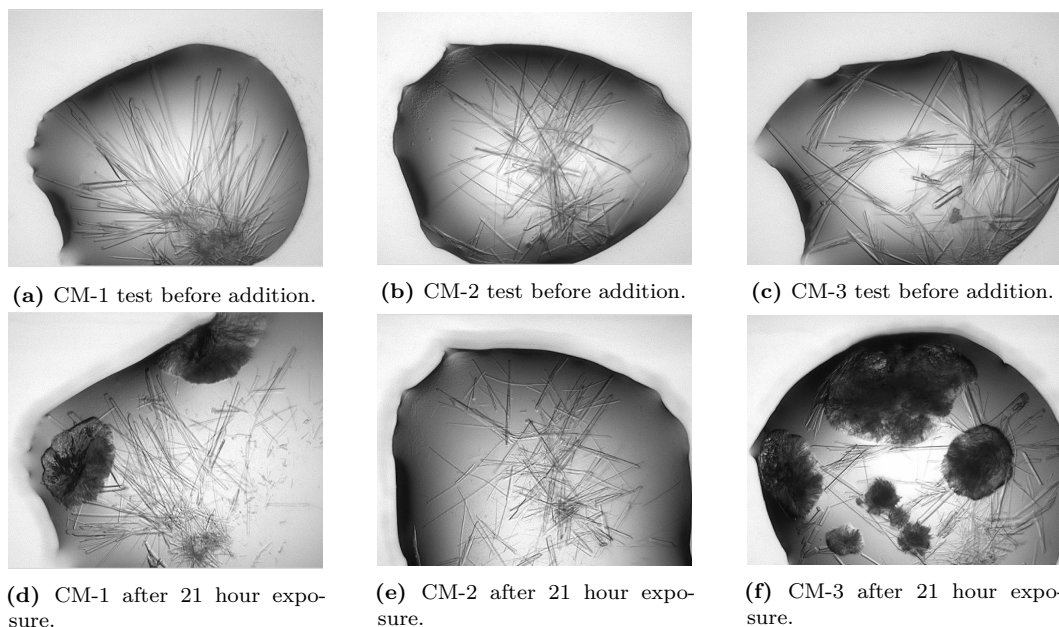 (a) CM-1 test before addition.
(b) CM-2 test before addition.
(c) CM-3 test before addition.
(d) CM-1 after 21 hour expo-
sure.
(e) CM-2 after 21 hour expo-
sure.
(f) CM-3 after 21 hour expo-
sure.